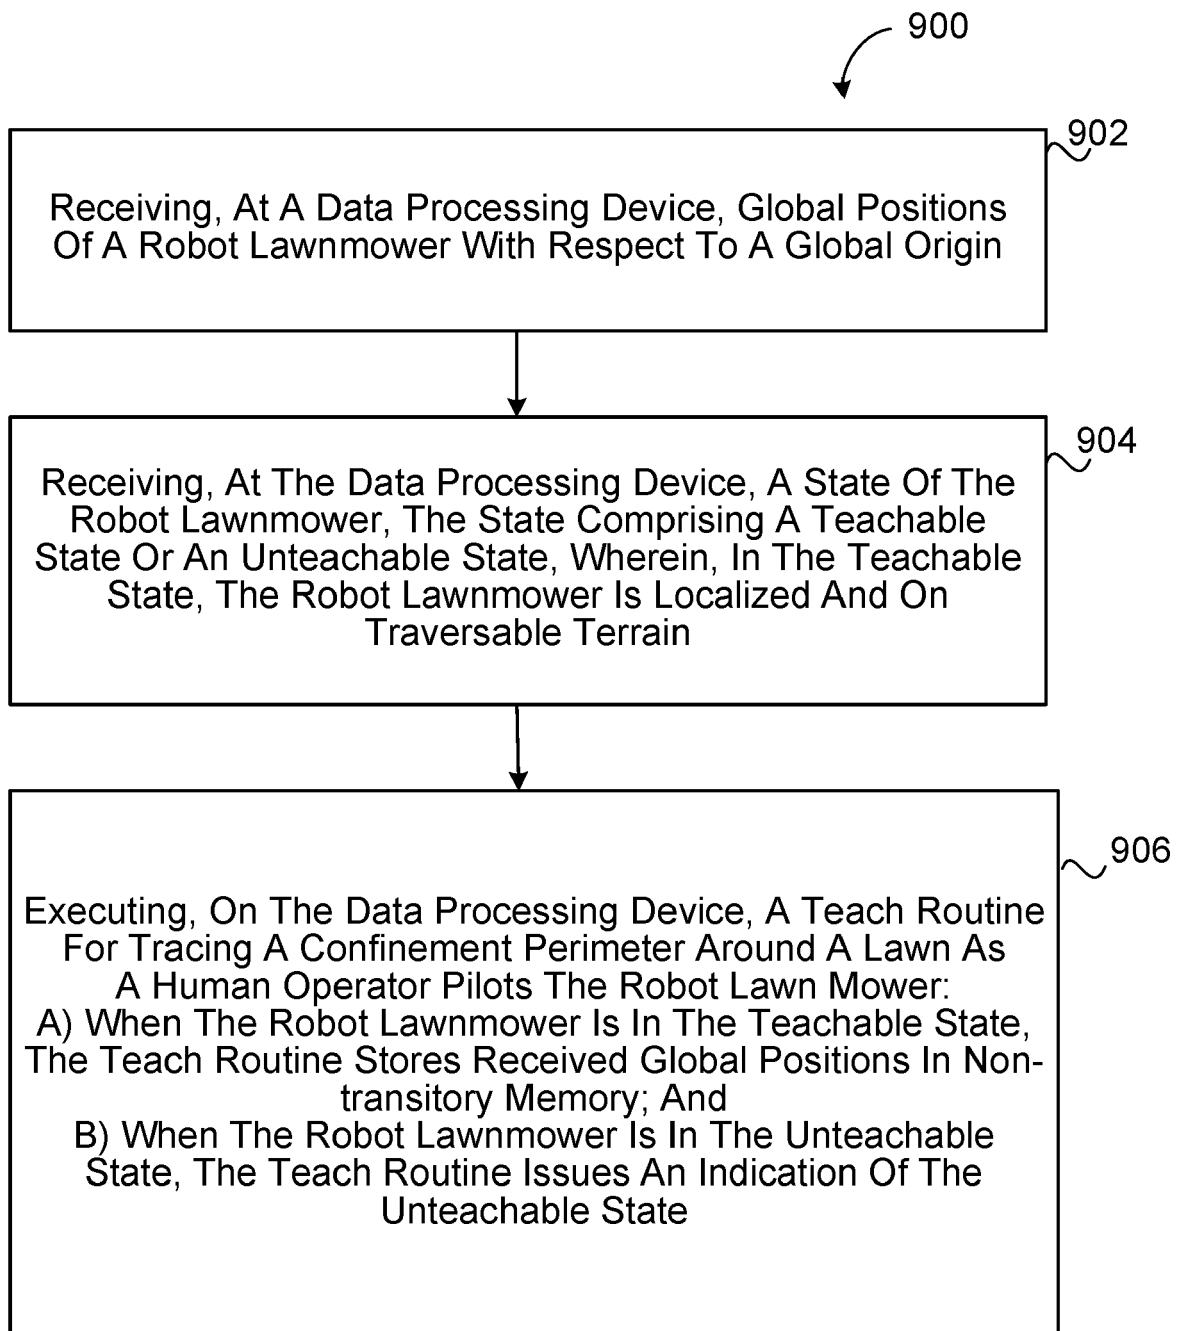 900
902
Receiving, At A Data Processing Device, Global Positions
Of A Robot Lawnmower With Respect To A Global Origin
904
Receiving, At The Data Processing Device, A State Of The
Robot Lawnmower, The State Comprising A Teachable
State Or An Unteachable State, Wherein, In The Teachable
State, The Robot Lawnmower Is Localized And On
Traversable Terrain
906
Executing, On The Data Processing Device, A Teach Routine
For Tracing A Confinement Perimeter Around A Lawn As
A Human Operator Pilots The Robot Lawn Mower:
A) When The Robot Lawnmower Is In The Teachable State,
The Teach Routine Stores Received Global Positions In Non-
transitory Memory; And
B) When The Robot Lawnmower Is In The Unteachable
State, The Teach Routine Issues An Indication Of The
Unteachable State